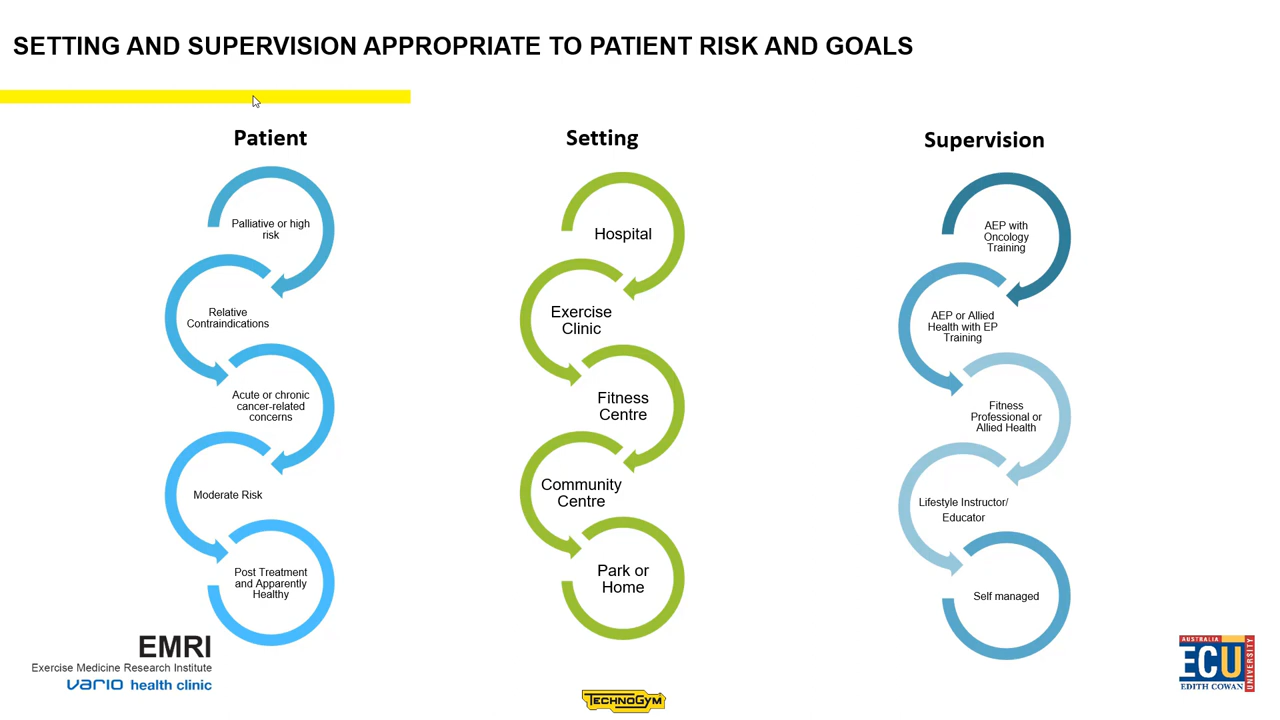 SETTING AND SUPERVISION APPROPRIATE TO PATIENT RISK AND GOALS
Patient
Palliative or high
risk
Relative
Contraindications
Acute or chronic
cancer-related
concerns
Moderate Risk
Post Treatment
and Apparently
Healthy
Setting
Hospital
Exercise
Clinic
Fitness
Centre
Community
Centre
Park or
Home
Supervision
AEP with
Oncology
Training
AEP or Allied
Health with EP
Training
Fitness
Professional or
Allied Health
Lifestyle Instructor/
Educator
Self managed
EMRI
Exercise Medicine Research Institute
vario health clinic
TECHNOGYM
AUSTRALIA
ECU
EDITH COWAN
UNIVERSITY